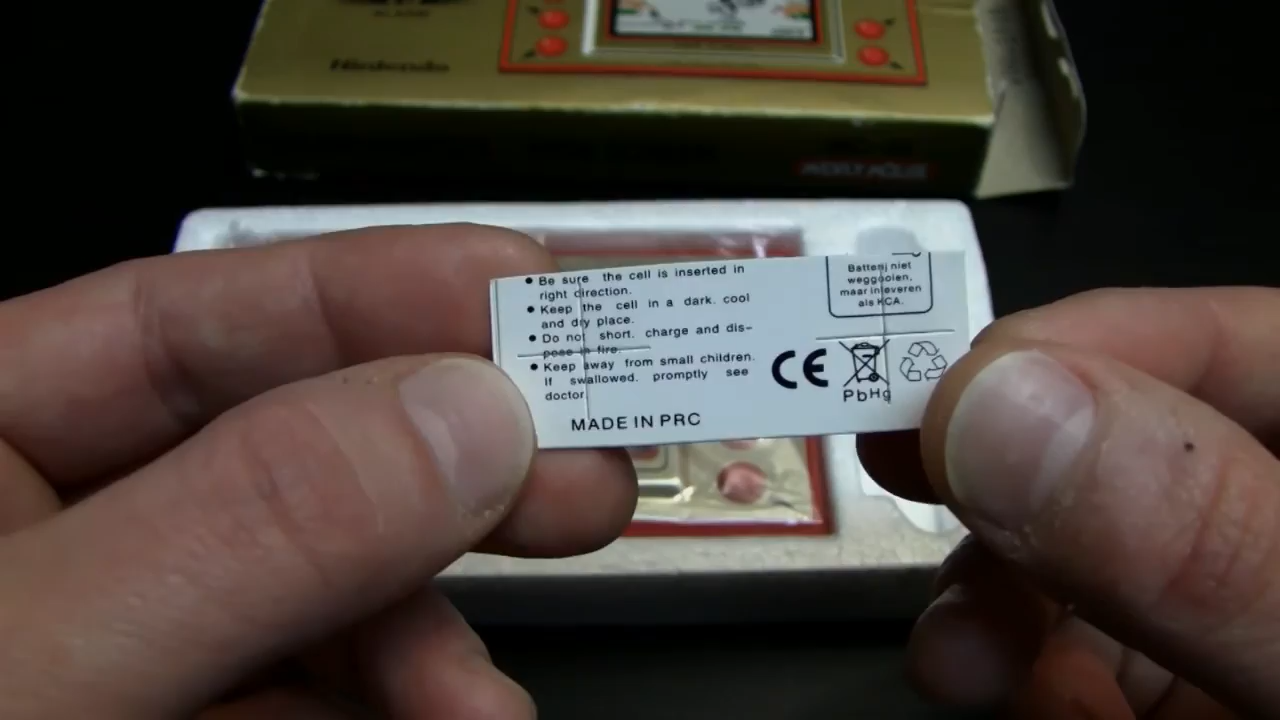 Nintendo
MICKEY MOUSE
● Be sure the cell is inserted in
right direction.
● Keep the cell in a dark. cool
and dry place.
● Do not short. charge and dis-
pose in fire.
● Keep away from small children.
If swallowed. promptly see
doctor.
MADE IN PRC
Batterij niet
weggooien,
maar inleveren
als KCA.
CE
PbHg